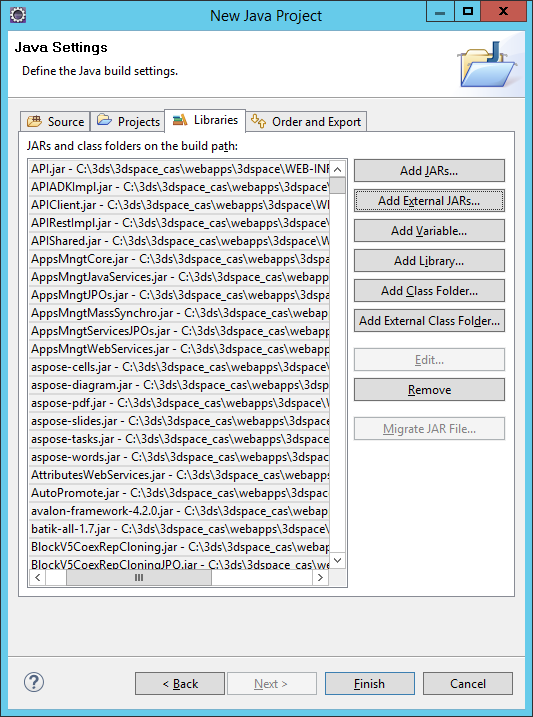 New Java Project
Java Settings
Define the Java build settings.
Source Projects Libraries Order and Export
JARs and class folders on the build path:
API.jar - C:\3ds\3dspace_cas\webapps\3dspace\WEB-INF
APIADKImpl.jar - C:\3ds\3dspace_cas\webapps\3dspa
APIClient.jar - C:\3ds\3dspace_cas\webapps\3dspace\WE
APIRestImpl.jar - C:\3ds\3dspace_cas\webapps\3dspace\
APIShared.jar - C:\3ds\3dspace_cas\webapps\3dspace\W
AppsMngtCore.jar - C:\3ds\3dspace_cas\webapps\3dsp
AppsMngtJavaServices.jar - C:\3ds\3dspace_cas\webap
AppsMngtJPOs.jar - C:\3ds\3dspace_cas\webapps\3dsp
AppsMngtMassSynchro.jar - C:\3ds\3dspace_cas\weba
AppsMngtServicesJPOs.jar - C:\3ds\3dspace_cas\webap
AppsMngtWebServices.jar - C:\3ds\3dspace_cas\webap
aspose-cells.jar - C:\3ds\3dspace_cas\webapps\3dspace\
aspose-diagram.jar - C:\3ds\3dspace_cas\webapps\3ds
aspose-pdf.jar - C:\3ds\3dspace_cas\webapps\3dspace\W
aspose-slides.jar - C:\3ds\3dspace_cas\webapps\3dspac
aspose-tasks.jar - C:\3ds\3dspace_cas\webapps\3dspace
aspose-words.jar - C:\3ds\3dspace_cas\webapps\3dspa
AttributesWebServices.jar - C:\3ds\3dspace_cas\webap
AutoPromote.jar - C:\3ds\3dspace_cas\webapps\3dspa
avalon-framework-4.2.0.jar - C:\3ds\3dspace_cas\weba
batik-all-1.7.jar - C:\3ds\3dspace_cas\webapps\3dspace
BlockV5CoexRepCloning.jar - C:\3ds\3dspace_cas\web
BlockV5CoexRepCloningJPO.jar - C:\3ds\3dspace_cas\
Add JARs...
Add External JARs...
Add Variable...
Add Library...
Add Class Folder...
Add External Class Folder...
Edit...
Remove
Migrate JAR File...
< Back
Next >
Finish
Cancel